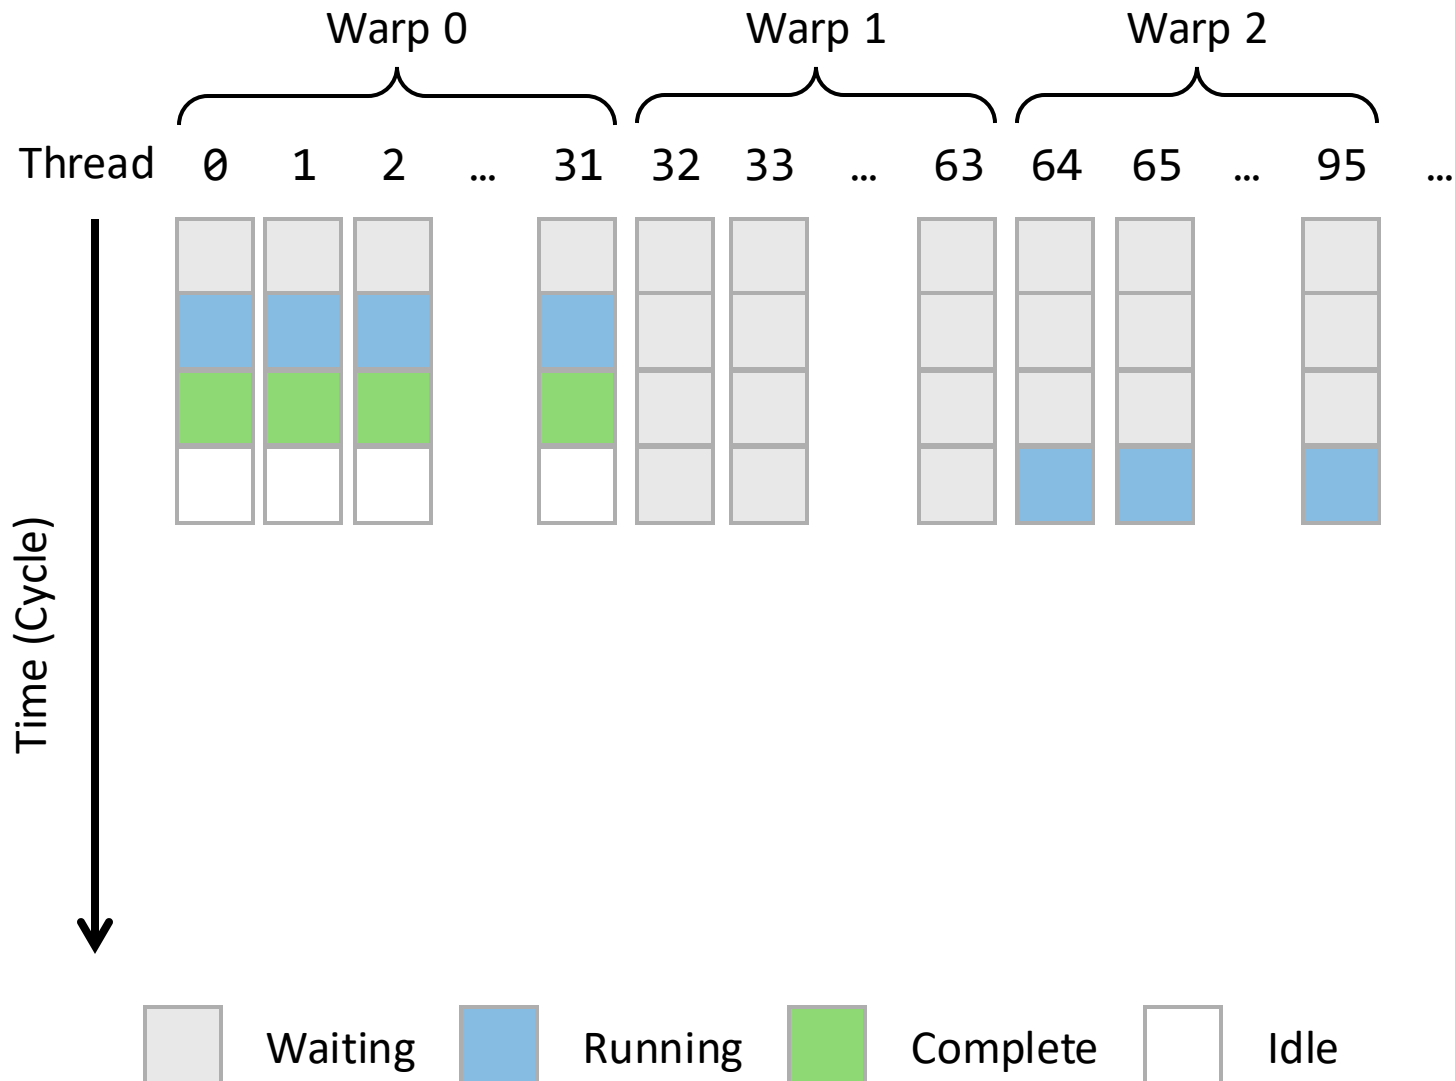 Warp 0 Warp 1 Warp 2
Thread 0 1 2 … 31 32 33 … 63 64 65 … 95 …
Time (Cycle)
Waiting Running Complete Idle